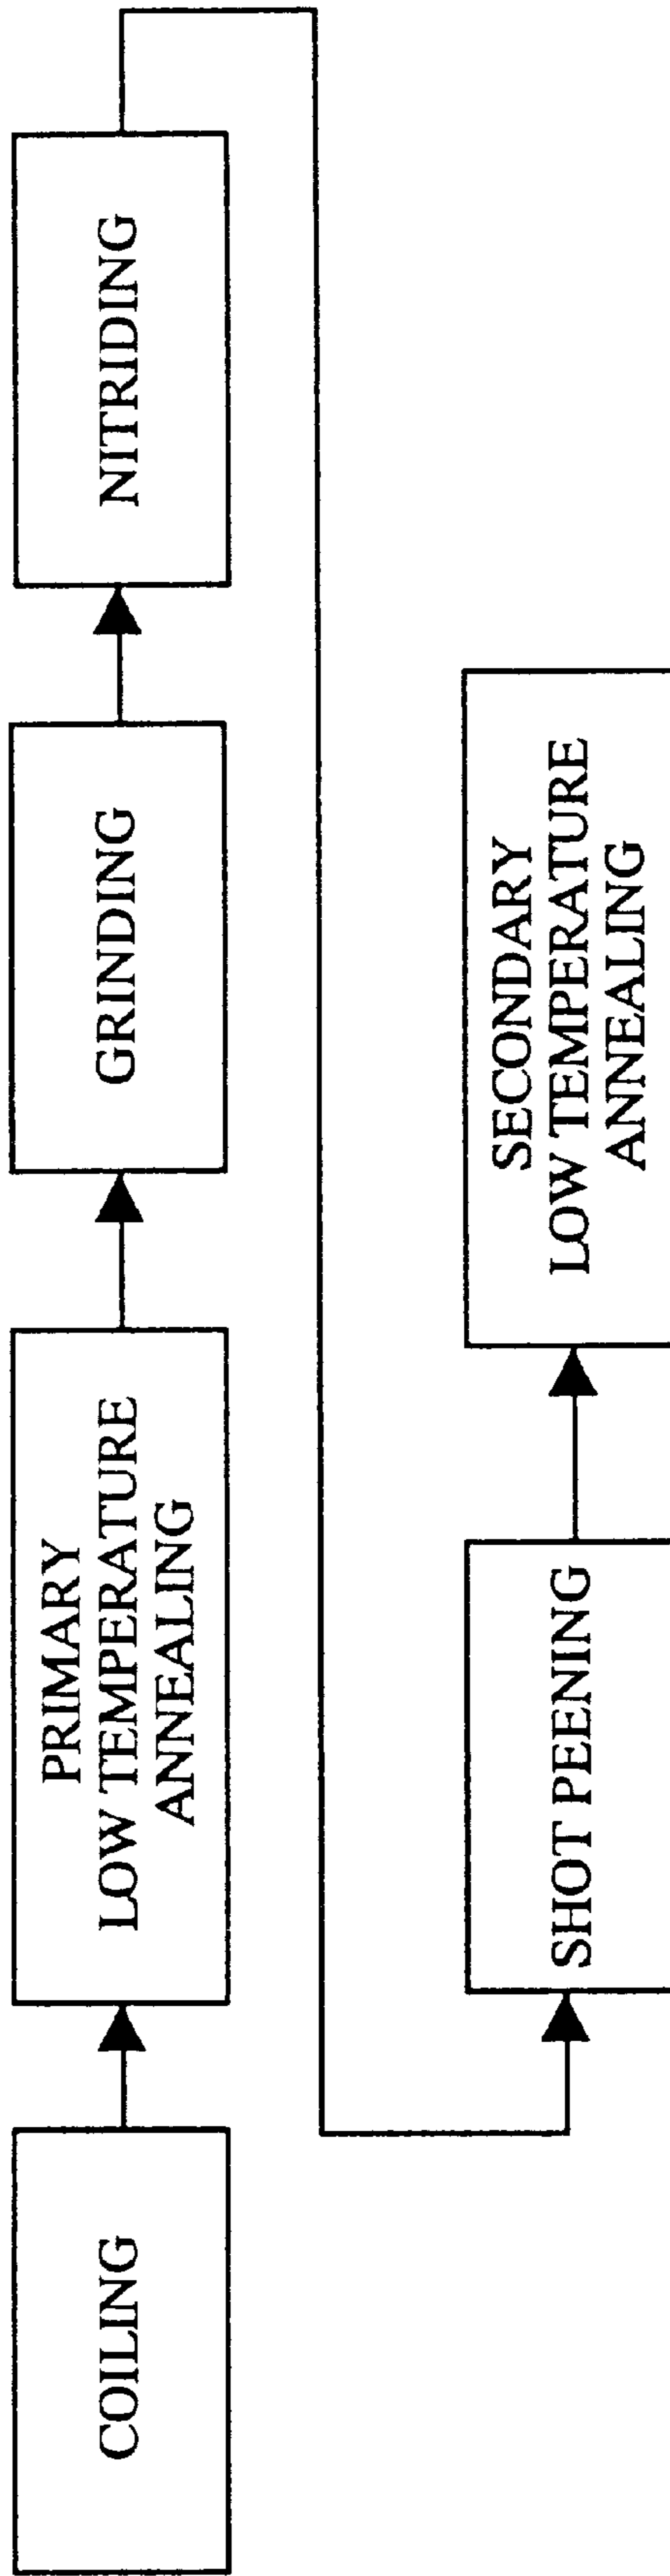 COILING
PRIMARY
LOW TEMPERATURE
ANNEALING
GRINDING
NITRIDING
SHOT PEENING
SECONDARY
LOW TEMPERATURE
ANNEALING